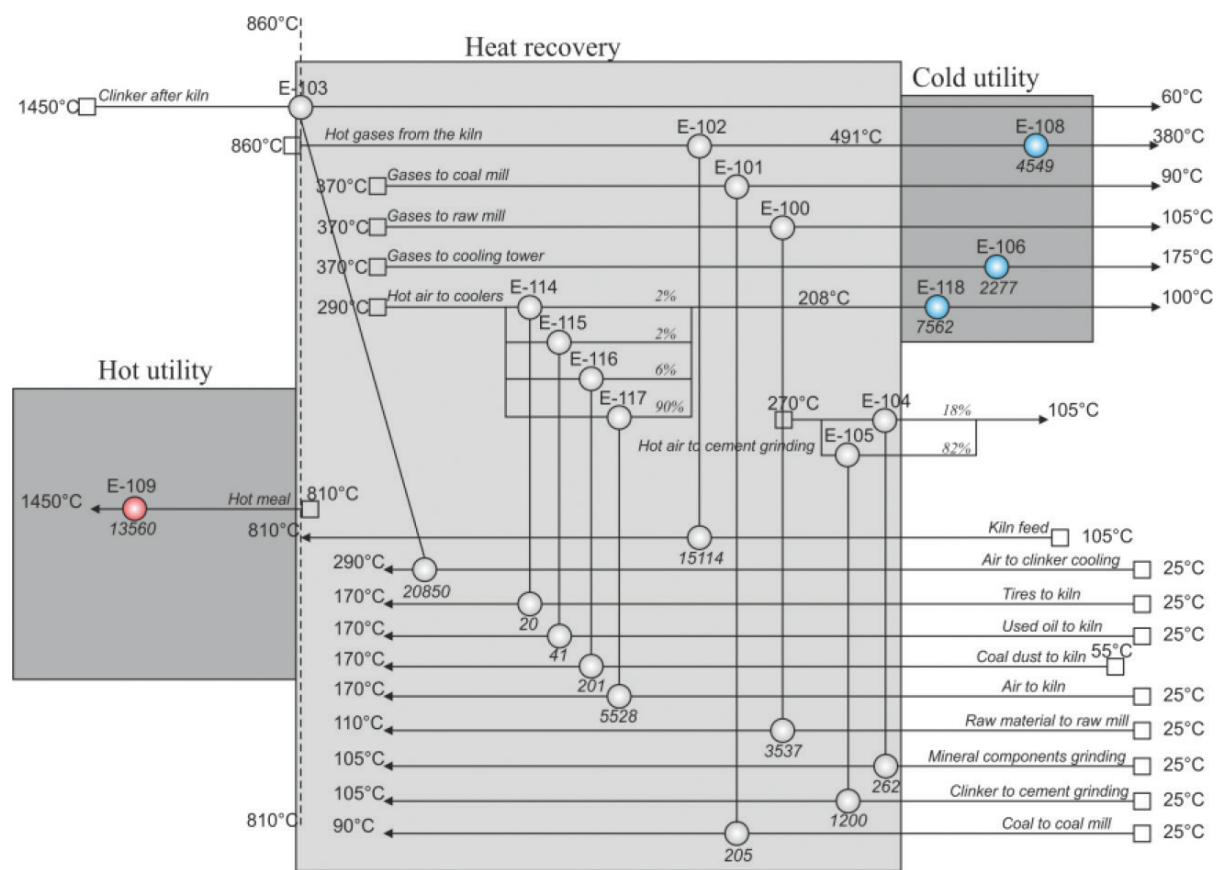 860°C
Heat recovery
E-103
Cold utility
1450°C Clinker after kiln 60°C
E-102 E-108
860°C Hot gases from the kiln 491°C 380°C
4549
E-101
370°C Gases to coal mill 90°C
E-100
370°C Gases to raw mill 105°C
E-106
370°C Gases to cooling tower 175°C
2277
E-114 E-118
290°C Hot air to coolers 2% 208°C 100°C
7562
E-115 2%
E-116 6%
Hot utility
E-117 90%
270°C E-104 18% 105°C
Hot air to cement grinding E-105 82%
E-109
1450°C Hot meal 810°C
13560
810°C Kiln feed 105°C
15114
290°C Air to clinker cooling 25°C
20850
170°C Tires to kiln 25°C
20
170°C Used oil to kiln 25°C
41
170°C Coal dust to kiln 55°C
201
170°C Air to kiln 25°C
5528
110°C Raw material to raw mill 25°C
3537
105°C Mineral components grinding 25°C
262
105°C Clinker to cement grinding 25°C
1200
810°C
90°C Coal to coal mill 25°C
205